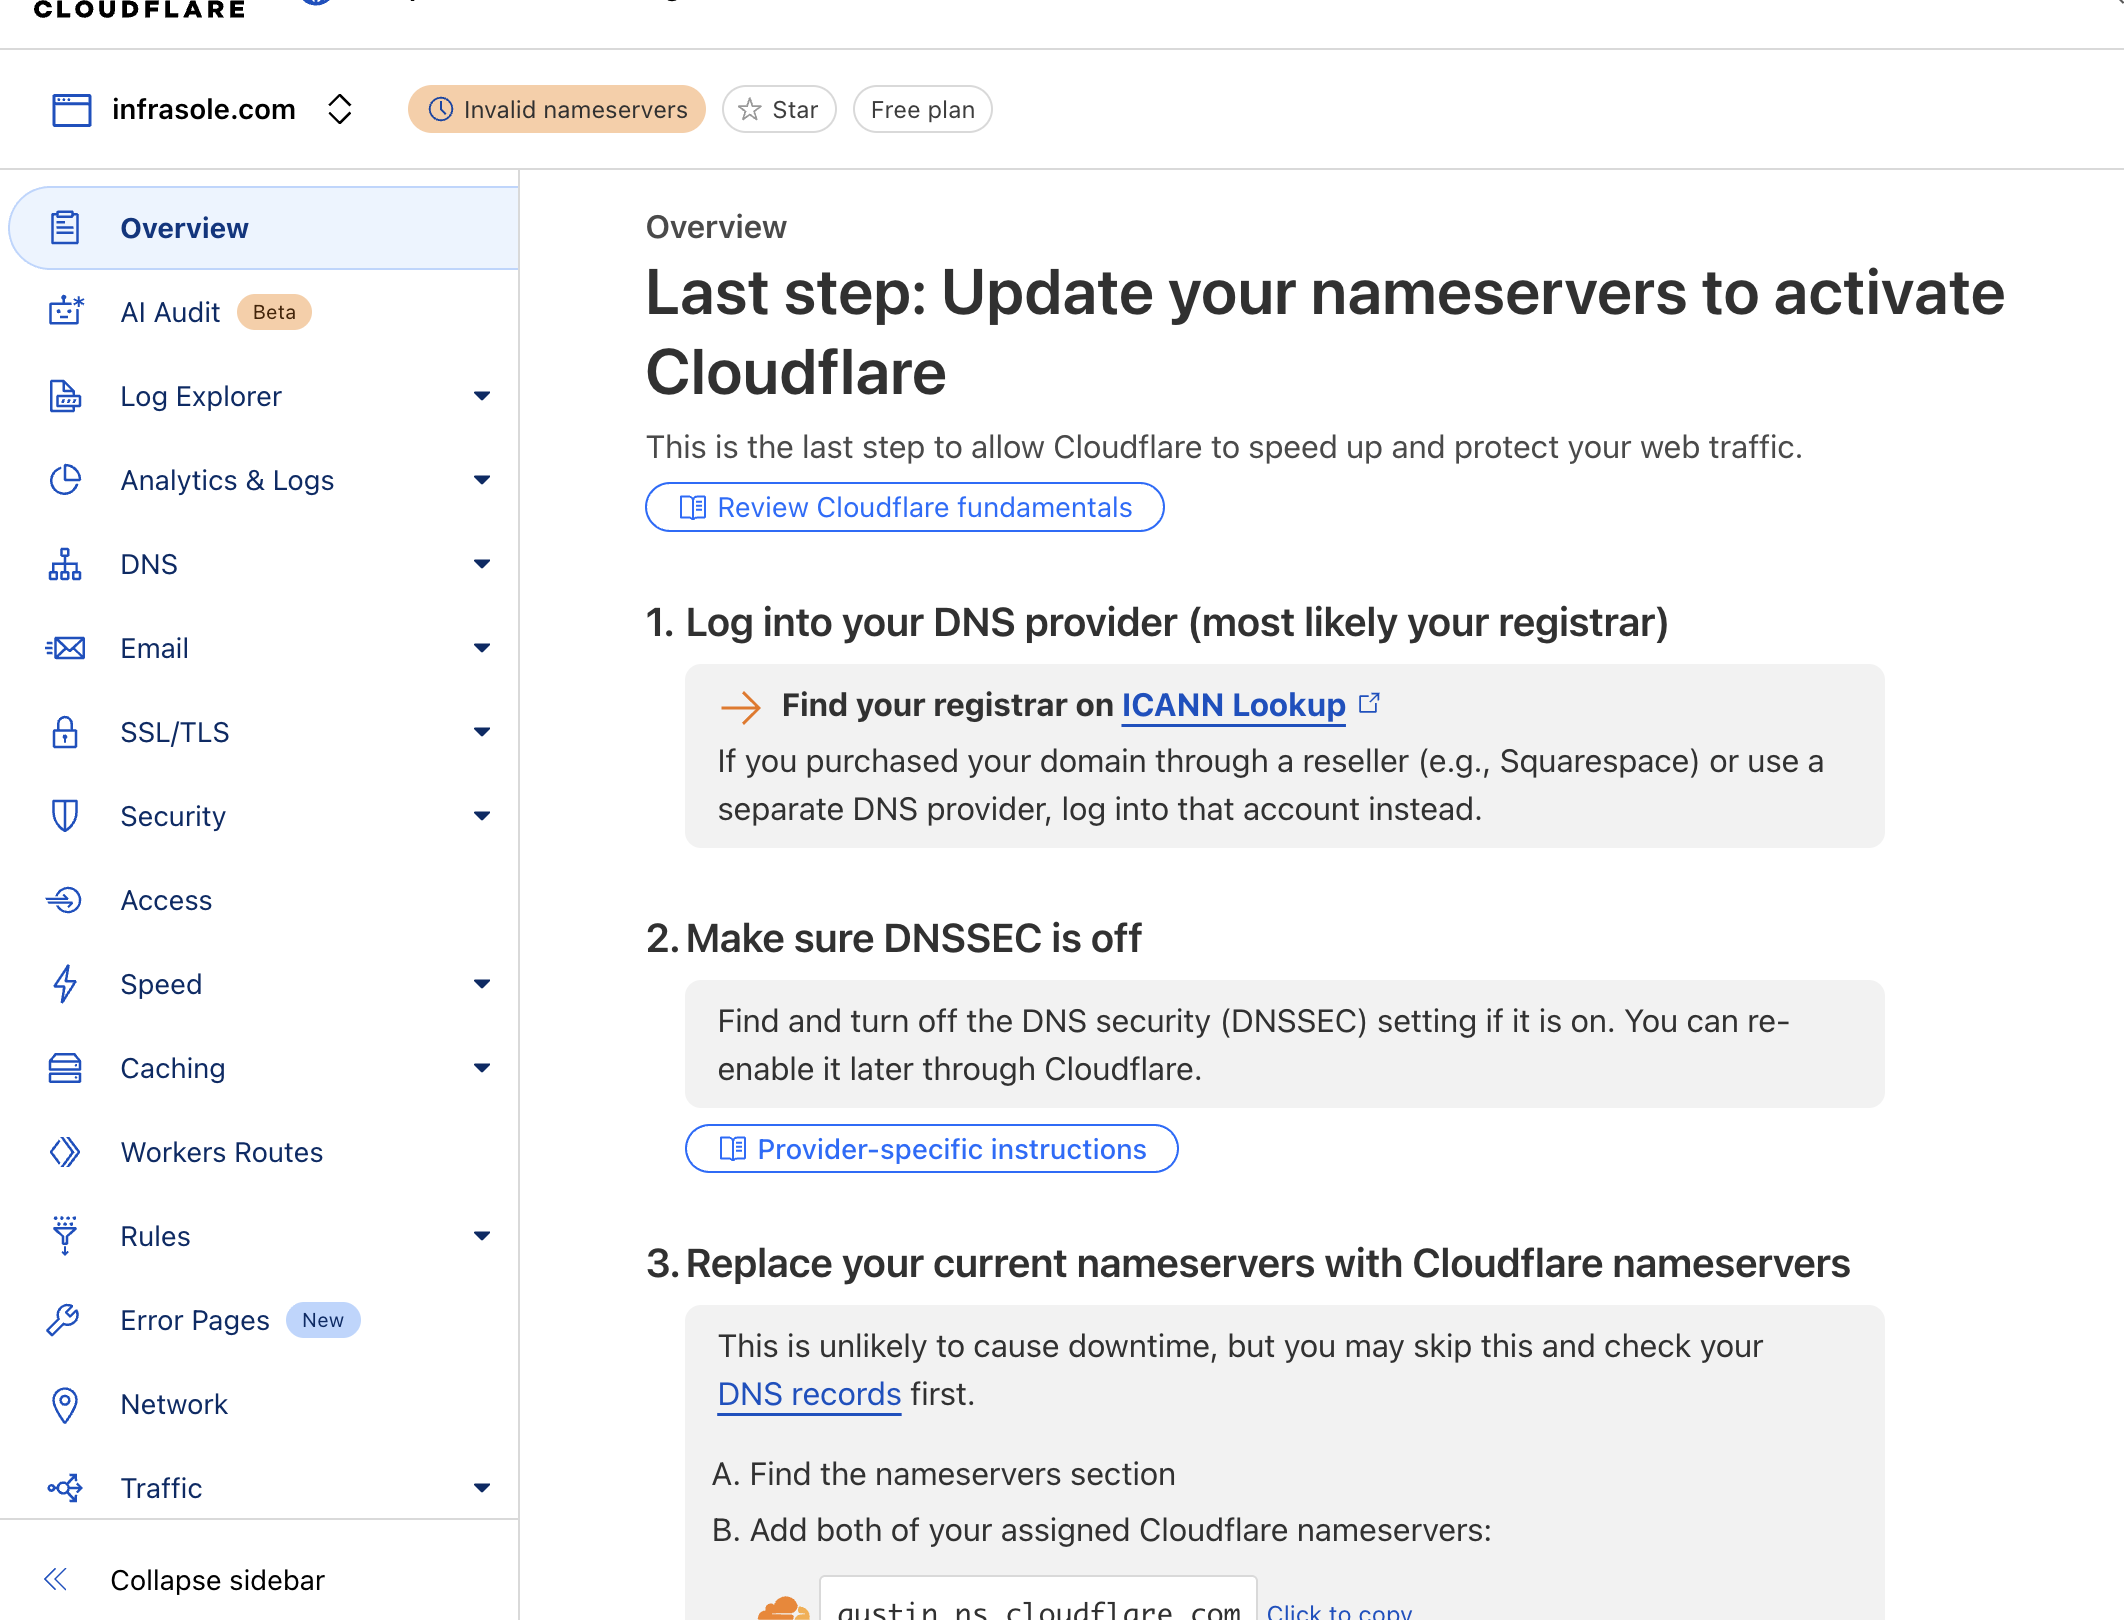 CLOUDFLARE
infrasole.com
Invalid nameservers
Star
Free plan
Overview
AI Audit Beta
Log Explorer
Analytics & Logs
DNS
Email
SSL/TLS
Security
Access
Speed
Caching
Workers Routes
Rules
Error Pages New
Network
Traffic
Collapse sidebar
Overview
Last step: Update your nameservers to activate
Cloudflare
This is the last step to allow Cloudflare to speed up and protect your web traffic.
Review Cloudflare fundamentals
1. Log into your DNS provider (most likely your registrar)
Find your registrar on ICANN Lookup
If you purchased your domain through a reseller (e.g., Squarespace) or use a
separate DNS provider, log into that account instead.
2. Make sure DNSSEC is off
Find and turn off the DNS security (DNSSEC) setting if it is on. You can re-
enable it later through Cloudflare.
Provider-specific instructions
3. Replace your current nameservers with Cloudflare nameservers
This is unlikely to cause downtime, but you may skip this and check your
DNS records first.
A. Find the nameservers section
B. Add both of your assigned Cloudflare nameservers:
ns.cloudflare.com
Click to copy